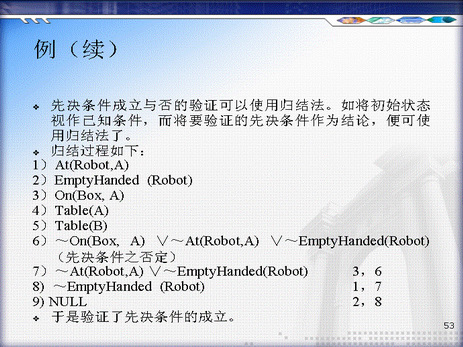 例（续）
❖ 先决条件成立与否的验证可以使用归结法。如将初始状态
视作已知条件，而将要验证的先决条件作为结论，便可使
用归结法了。
❖ 归结过程如下：
1）At(Robot,A)
2）EmptyHanded (Robot)
3）On(Box, A)
4）Table(A)
5）Table(B)
6）～On(Box, A) ∨～At(Robot,A) ∨～EmptyHanded(Robot)
（先决条件之否定）
7）～At(Robot,A) ∨～EmptyHanded(Robot) 3，6
8）～EmptyHanded (Robot) 1，7
9) NULL 2，8
❖ 于是验证了先决条件的成立。
53